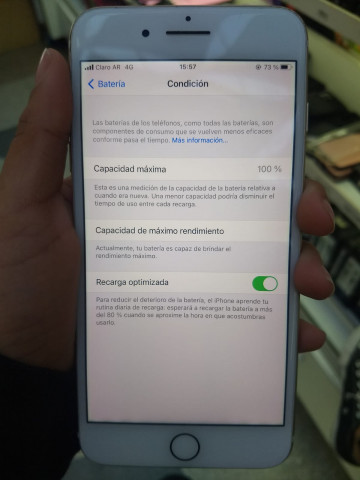 Claro AR 4G 15:57 73 %
Batería Condición
Las baterías de los teléfonos, como todas las baterías, son
componentes de consumo que se vuelven menos eficaces
conforme pasa el tiempo. Más información...
Capacidad máxima 100 %
Esta es una medición de la capacidad de la batería relativa a
cuando era nueva. Una menor capacidad podría disminuir el
tiempo de uso entre cada recarga.
Capacidad de máximo rendimiento
Actualmente, tu batería es capaz de brindar el
rendimiento máximo.
Recarga optimizada
Para reducir el deterioro de la batería, el iPhone aprende tu
rutina diaria de recarga: esperará a recargar la batería a más
del 80 % cuando se aproxime la hora en que acostumbras
usarlo.